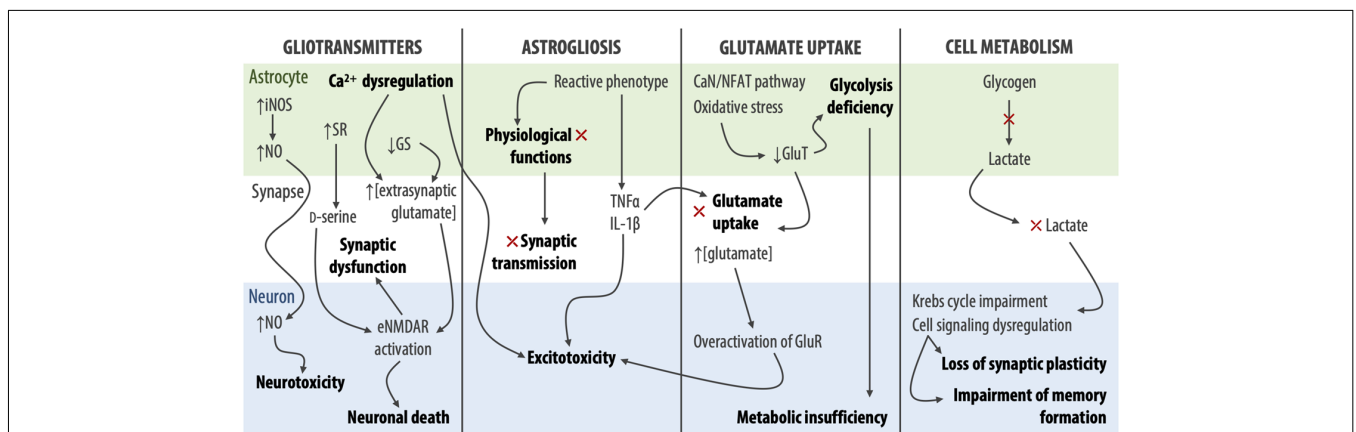 GLIOTRANSMITTERS
Astrocyte
Ca²⁺ dysregulation
↑iNOS
↑NO
↑SR
↓GS
Synapse
D-serine
↑[extrasynaptic
glutamate]
Synaptic
dysfunction
Neuron
↑NO
eNMDAR
activation
Neurotoxicity
Neuronal death
ASTROGLIOSIS
Reactive phenotype
Physiological
functions
TNFα
IL-1β
Synaptic
transmission
Excitotoxicity
GLUTAMATE UPTAKE
CaN/NFAT pathway
Oxidative stress
Glycolysis
deficiency
↓GluT
Glutamate
uptake
↑[glutamate]
Overactivation of GluR
Metabolic insufficiency
CELL METABOLISM
Glycogen
Lactate
Lactate
Krebs cycle impairment
Cell signaling dysregulation
Loss of synaptic plasticity
Impairment of memory
formation